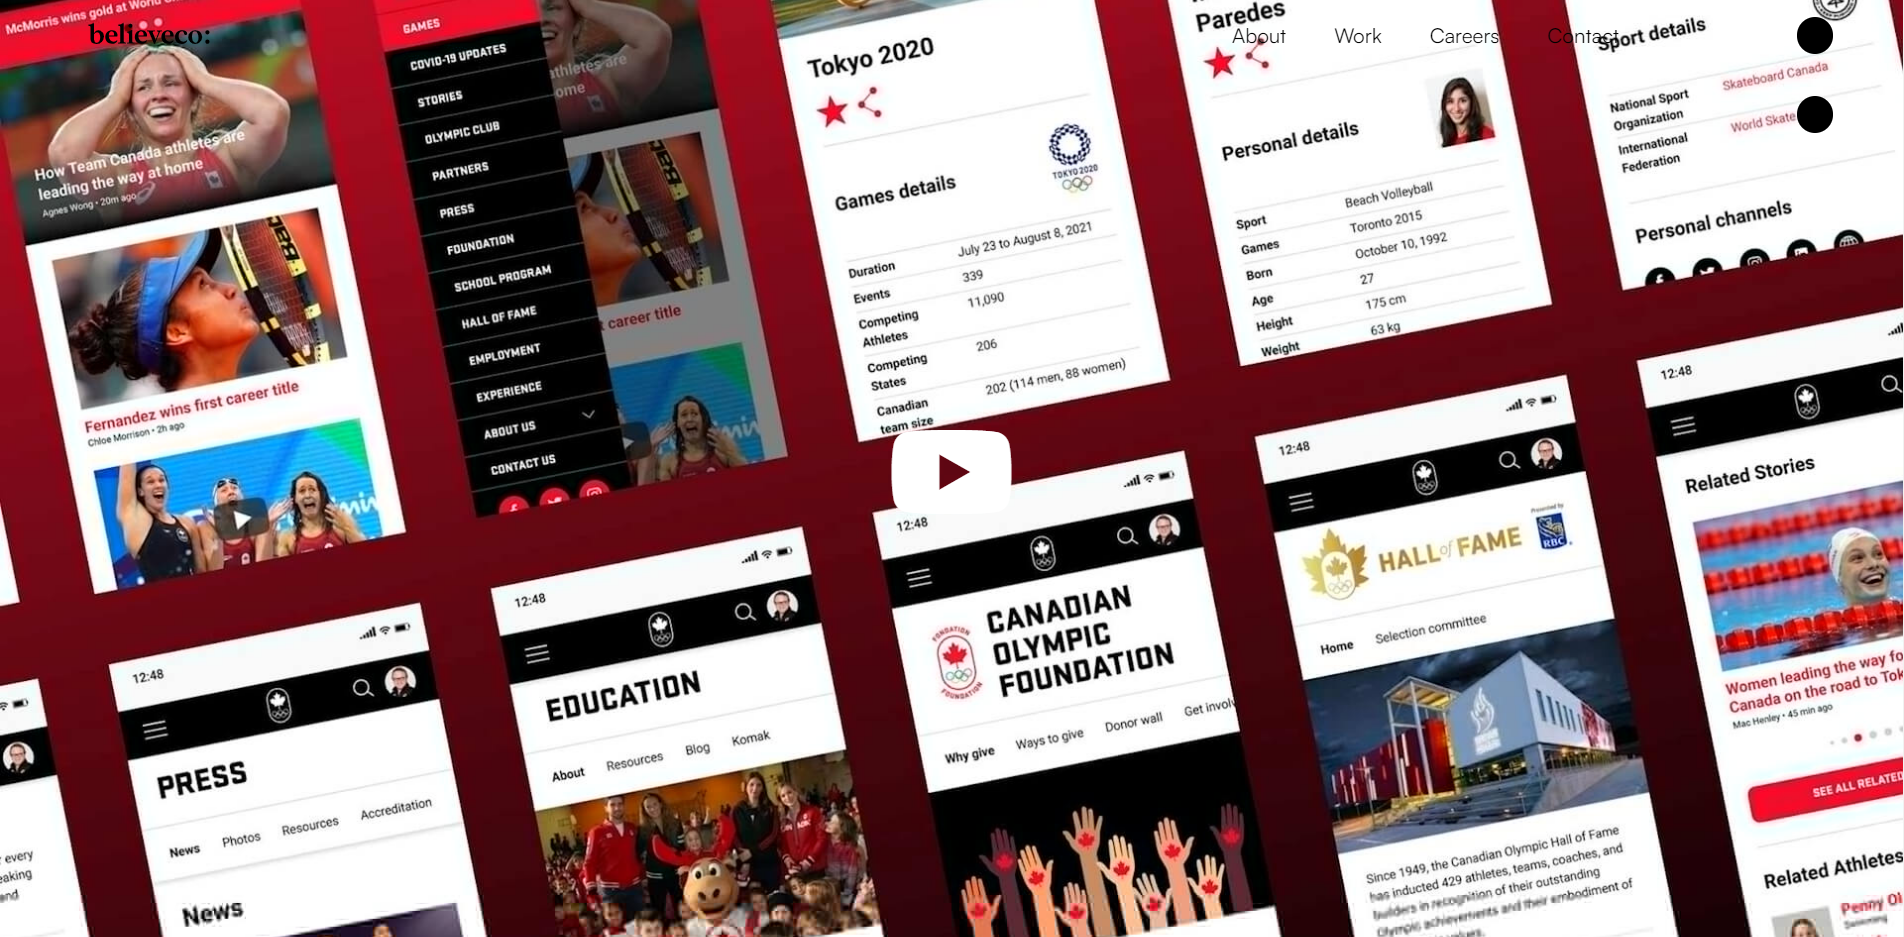 believeco:
About
Work
Careers
Contact
McMorris wins gold at World
How Team Canada athletes are
leading the way at home
Agnes Wong • 20m ago
Fernandez wins first career title
Chloe Morrison • 2h ago
GAMES
COVID-19 UPDATES
STORIES
OLYMPIC CLUB
PARTNERS
PRESS
FOUNDATION
SCHOOL PROGRAM
HALL OF FAME
EMPLOYMENT
EXPERIENCE
ABOUT US
CONTACT US
athletes are
ome
t career title
Tokyo 2020
TOKYO 2020
Games details
Duration July 23 to August 8, 2021
Events 339
Competing 11,090
Athletes
Competing 206
States
Canadian 202 (114 men, 88 women)
team size
Paredes
Personal details
Sport Beach Volleyball
Games Toronto 2015
Born October 10, 1992
Age 27
Height 175 cm
Weight 63 kg
Sport details
National Sport Skateboard Canada
Organization
International World Skate
Federation
Personal channels
every
eaking
and
12:48
PRESS
News Photos Resources Accreditation
News
12:48
EDUCATION
About Resources Blog Komak
12:48
FONDATION
FOUNDATION
CANADIAN
OLYMPIC
FOUNDATION
Why give Ways to give Donor wall Get involv
12:48
HALL of FAME
Presented by
RBC
Home Selection committee
Since 1949, the Canadian Olympic Hall of Fame
has inducted 429 athletes, teams, coaches, and
builders in recognition of their outstanding
Olympic achievements and their embodiment of
values.
12:48
Related Stories
Women leading the way fo
Canada on the road to Tok
Mac Henley • 45 min ago
SEE ALL RELATED
Related Athletes
Penny Ol